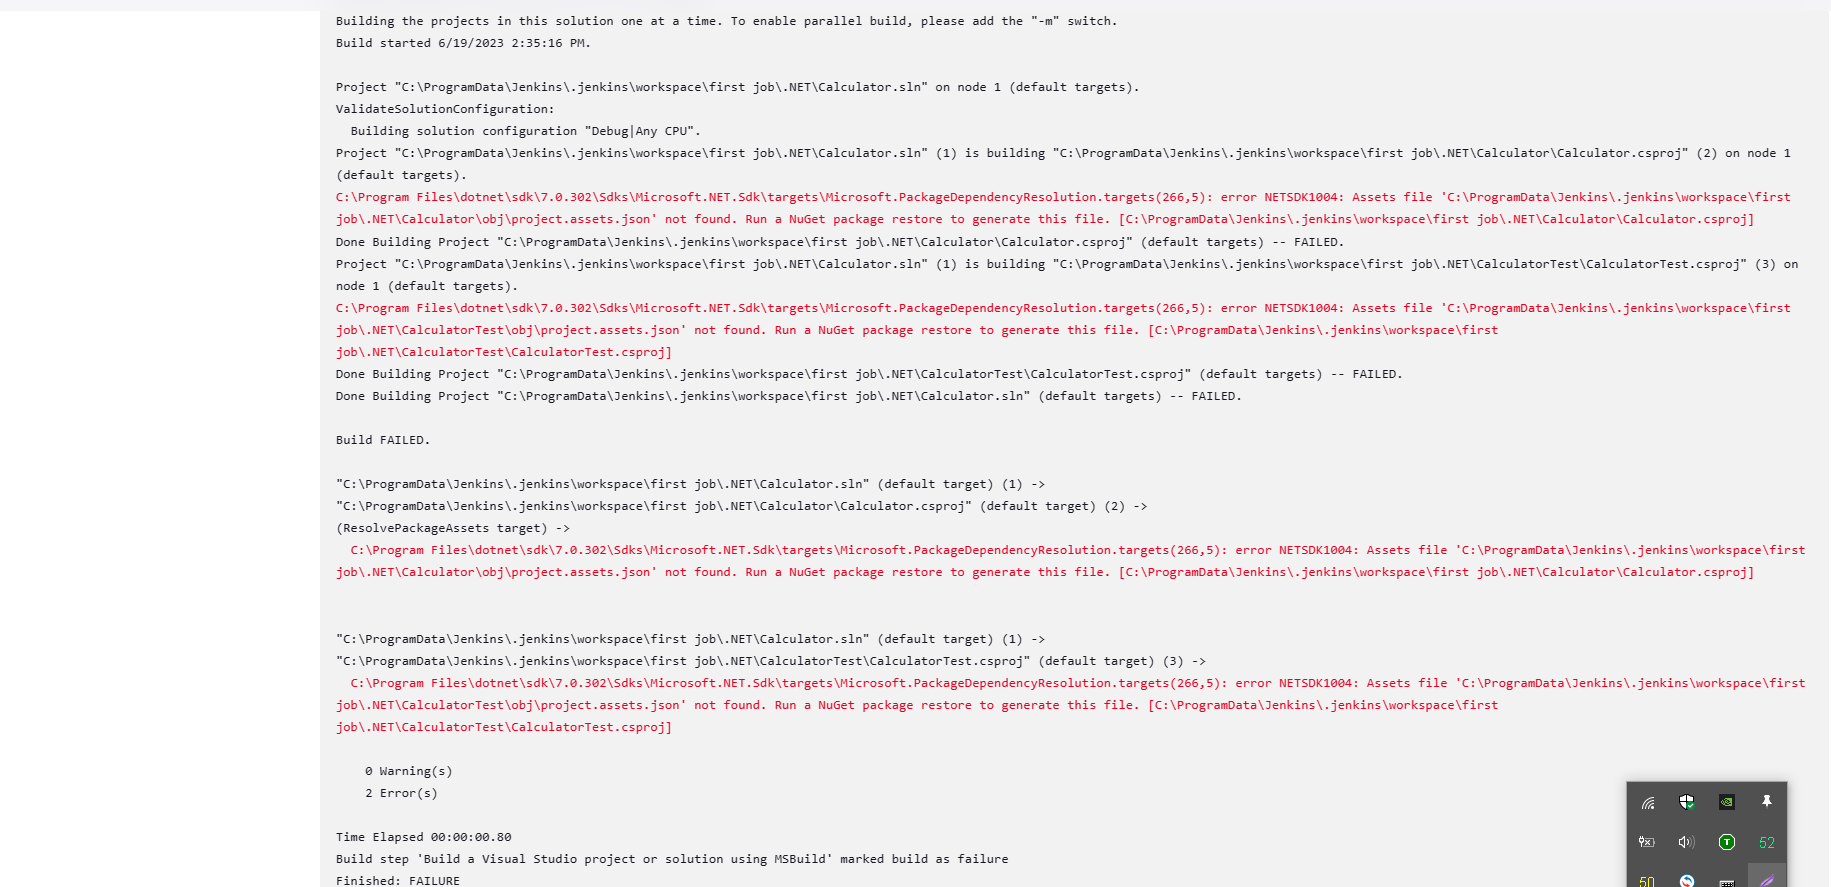 Building the projects in this solution one at a time. To enable parallel build, please add the "-m" switch.
Build started 6/19/2023 2:35:16 PM.
Project "C:\ProgramData\Jenkins\.jenkins\workspace\first job\.NET\Calculator.sln" on node 1 (default targets).
ValidateSolutionConfiguration:
  Building solution configuration "Debug|Any CPU".
Project "C:\ProgramData\Jenkins\.jenkins\workspace\first job\.NET\Calculator.sln" (1) is building "C:\ProgramData\Jenkins\.jenkins\workspace\first job\.NET\Calculator\Calculator.csproj" (2) on node 1
(default targets).
C:\Program Files\dotnet\sdk\7.0.302\Sdks\Microsoft.NET.Sdk\targets\Microsoft.PackageDependencyResolution.targets(266,5): error NETSDK1004: Assets file 'C:\ProgramData\Jenkins\.jenkins\workspace\first
job\.NET\Calculator\obj\project.assets.json' not found. Run a NuGet package restore to generate this file. [C:\ProgramData\Jenkins\.jenkins\workspace\first job\.NET\Calculator\Calculator.csproj]
Done Building Project "C:\ProgramData\Jenkins\.jenkins\workspace\first job\.NET\Calculator\Calculator.csproj" (default targets) -- FAILED.
Project "C:\ProgramData\Jenkins\.jenkins\workspace\first job\.NET\Calculator.sln" (1) is building "C:\ProgramData\Jenkins\.jenkins\workspace\first job\.NET\CalculatorTest\CalculatorTest.csproj" (3) on
node 1 (default targets).
C:\Program Files\dotnet\sdk\7.0.302\Sdks\Microsoft.NET.Sdk\targets\Microsoft.PackageDependencyResolution.targets(266,5): error NETSDK1004: Assets file 'C:\ProgramData\Jenkins\.jenkins\workspace\first
job\.NET\CalculatorTest\obj\project.assets.json' not found. Run a NuGet package restore to generate this file. [C:\ProgramData\Jenkins\.jenkins\workspace\first
job\.NET\CalculatorTest\CalculatorTest.csproj]
Done Building Project "C:\ProgramData\Jenkins\.jenkins\workspace\first job\.NET\CalculatorTest\CalculatorTest.csproj" (default targets) -- FAILED.
Done Building Project "C:\ProgramData\Jenkins\.jenkins\workspace\first job\.NET\Calculator.sln" (default targets) -- FAILED.
Build FAILED.
"C:\ProgramData\Jenkins\.jenkins\workspace\first job\.NET\Calculator.sln" (default target) (1) ->
"C:\ProgramData\Jenkins\.jenkins\workspace\first job\.NET\Calculator\Calculator.csproj" (default target) (2) ->
(ResolvePackageAssets target) ->
  C:\Program Files\dotnet\sdk\7.0.302\Sdks\Microsoft.NET.Sdk\targets\Microsoft.PackageDependencyResolution.targets(266,5): error NETSDK1004: Assets file 'C:\ProgramData\Jenkins\.jenkins\workspace\first
job\.NET\Calculator\obj\project.assets.json' not found. Run a NuGet package restore to generate this file. [C:\ProgramData\Jenkins\.jenkins\workspace\first job\.NET\Calculator\Calculator.csproj]
"C:\ProgramData\Jenkins\.jenkins\workspace\first job\.NET\Calculator.sln" (default target) (1) ->
"C:\ProgramData\Jenkins\.jenkins\workspace\first job\.NET\CalculatorTest\CalculatorTest.csproj" (default target) (3) ->
  C:\Program Files\dotnet\sdk\7.0.302\Sdks\Microsoft.NET.Sdk\targets\Microsoft.PackageDependencyResolution.targets(266,5): error NETSDK1004: Assets file 'C:\ProgramData\Jenkins\.jenkins\workspace\first
job\.NET\CalculatorTest\obj\project.assets.json' not found. Run a NuGet package restore to generate this file. [C:\ProgramData\Jenkins\.jenkins\workspace\first
job\.NET\CalculatorTest\CalculatorTest.csproj]
    0 Warning(s)
    2 Error(s)
Time Elapsed 00:00:00.80
Build step 'Build a Visual Studio project or solution using MSBuild' marked build as failure
Finished: FAILURE
T
52
50